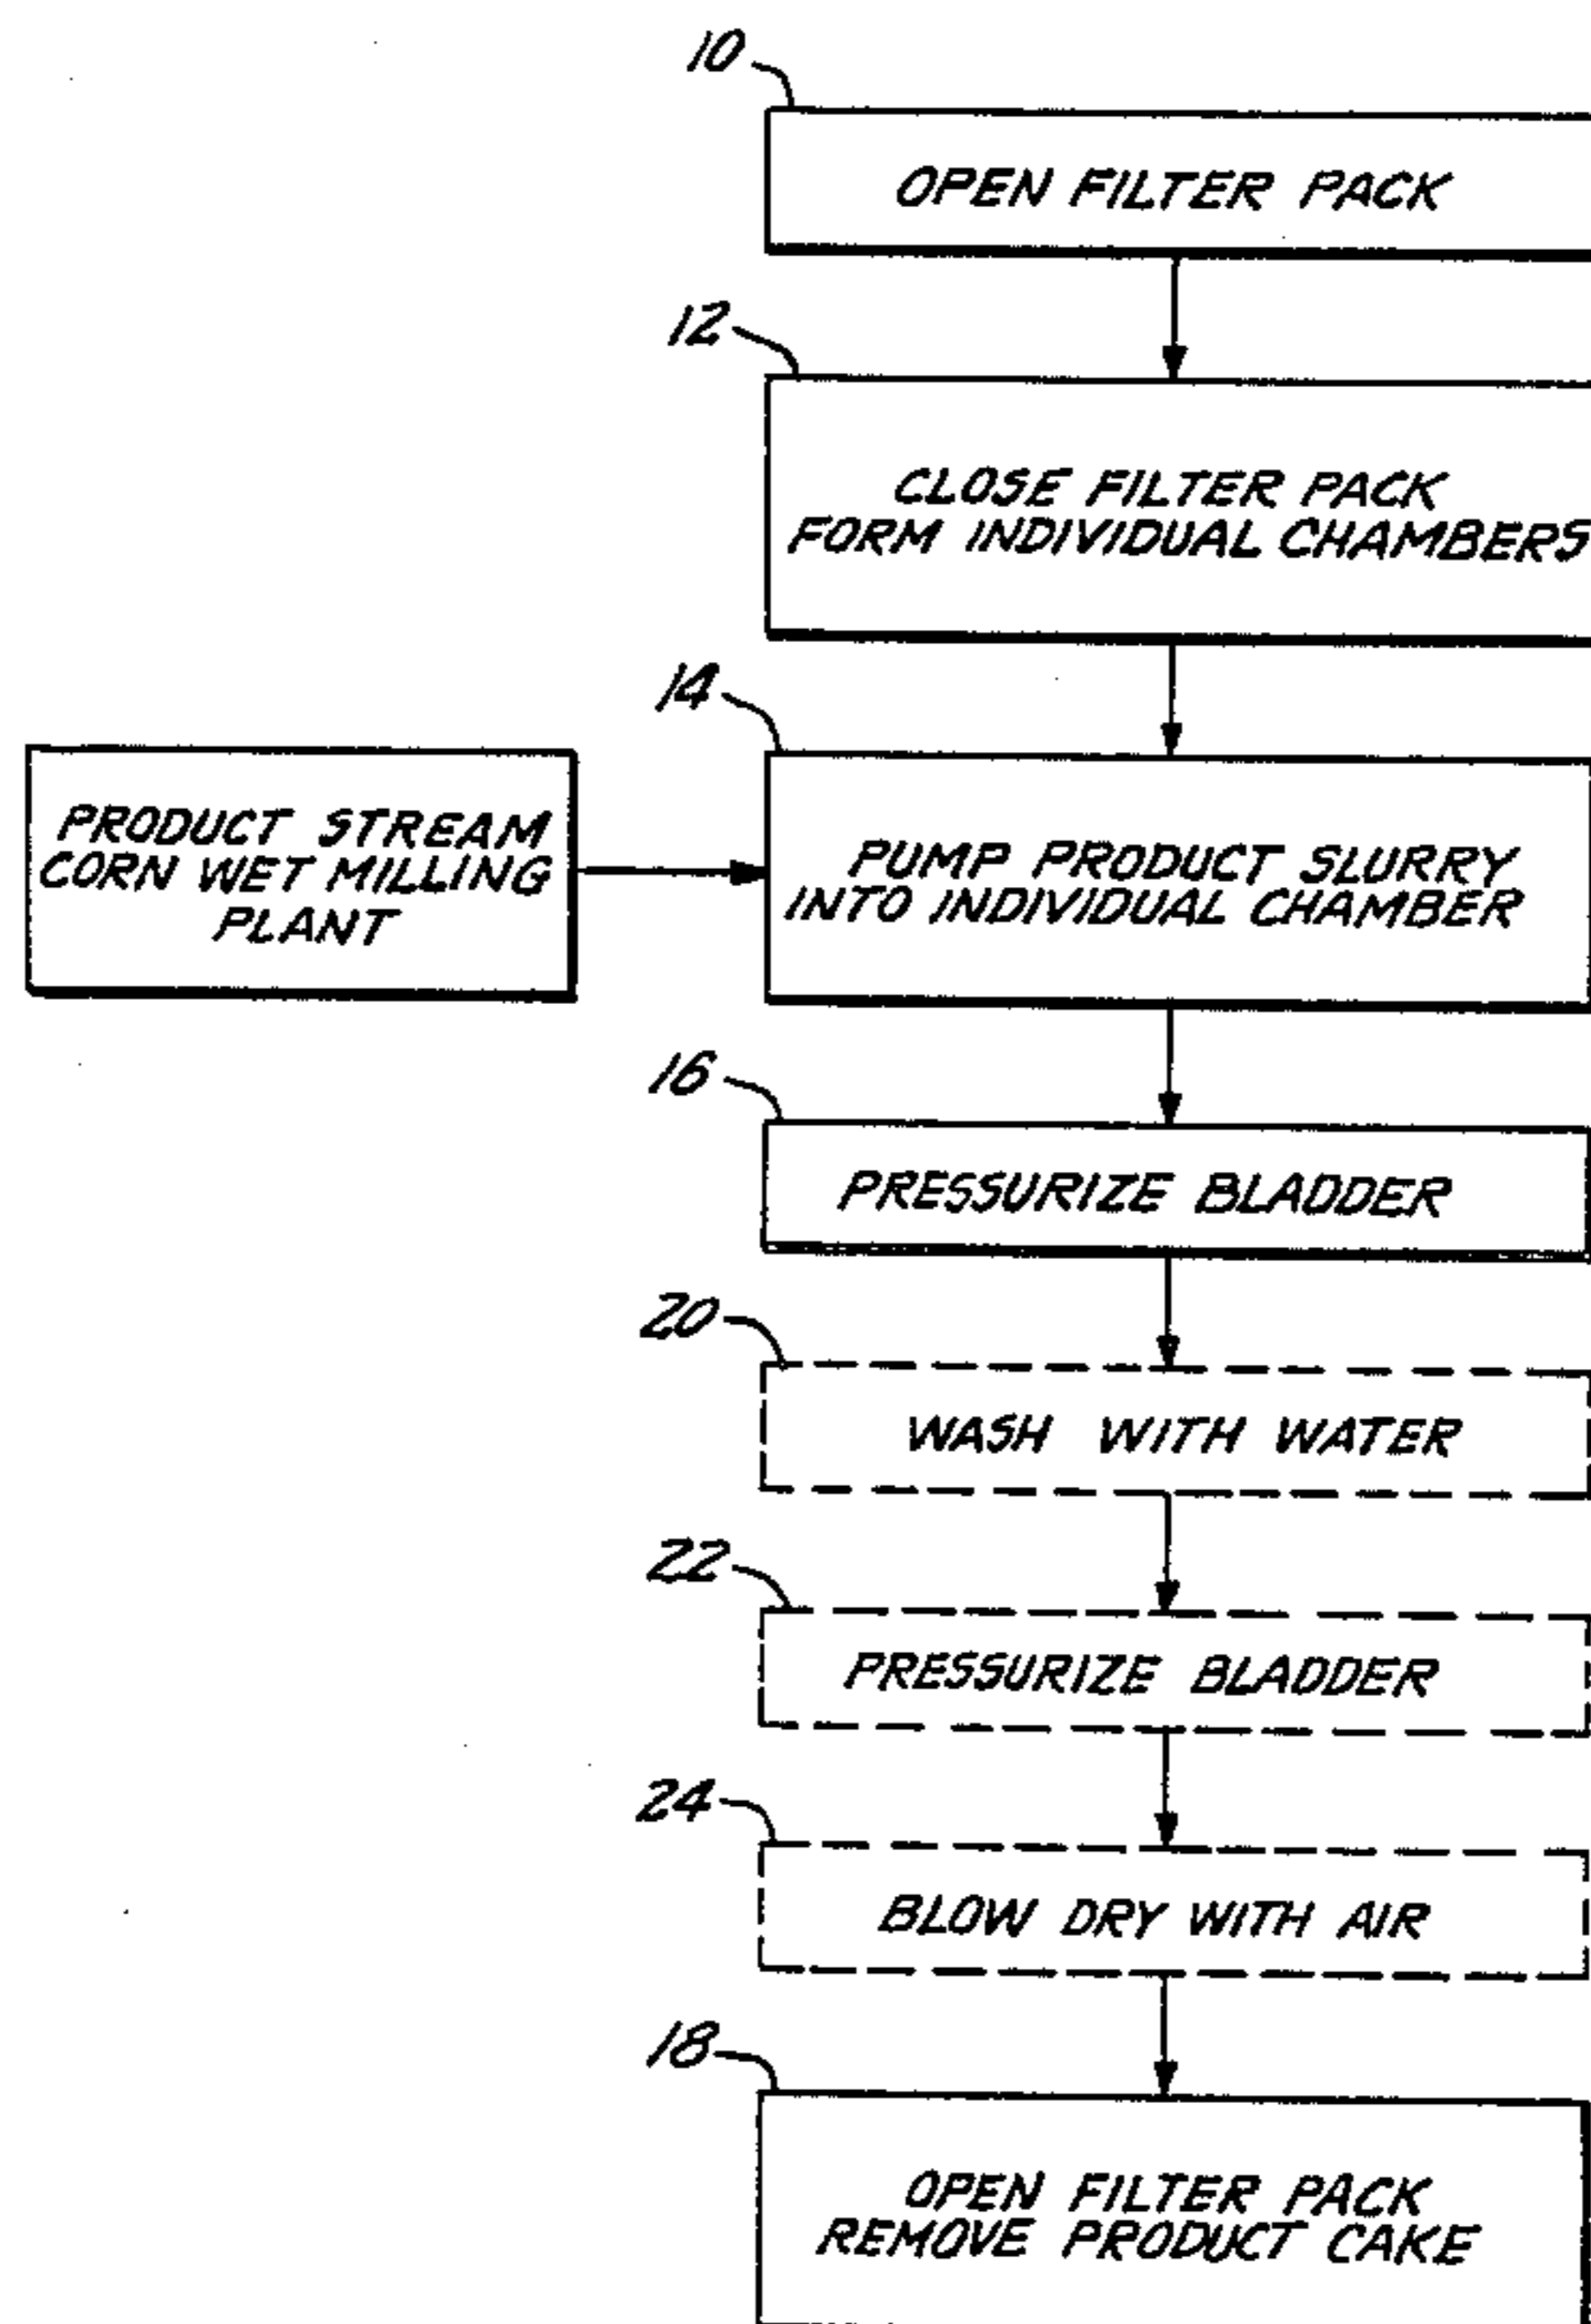 10
OPEN FILTER PACK
12
CLOSE FILTER PACK
FORM INDIVIDUAL CHAMBERS
14
PRODUCT STREAM
CORN WET MILLING
PLANT
PUMP PRODUCT SLURRY
INTO INDIVIDUAL CHAMBER
16
PRESSURIZE BLADDER
20
WASH WITH WATER
22
PRESSURIZE BLADDER
24
BLOW DRY WITH AIR
18
OPEN FILTER PACK
REMOVE PRODUCT CAKE